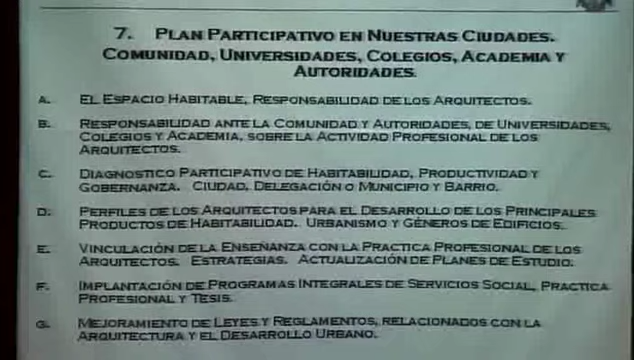 7. PLAN PARTICIPATIVO EN NUESTRAS CIUDADES.
COMUNIDAD, UNIVERSIDADES, COLEGIOS, ACADEMIA Y
AUTORIDADES.
A. EL ESPACIO HABITABLE, RESPONSABILIDAD DE LOS ARQUITECTOS.
B. RESPONSABILIDAD ANTE LA COMUNIDAD Y AUTORIDADES, DE UNIVERSIDADES,
COLEGIOS Y ACADEMIA, SOBRE LA ACTIVIDAD PROFESIONAL DE LOS
ARQUITECTOS.
C. DIAGNOSTICO PARTICIPATIVO DE HABITABILIDAD, PRODUCTIVIDAD Y
GOBERNANZA. CIUDAD, DELEGACIÓN O MUNICIPIO Y BARRIO.
D. PERFILES DE LOS ARQUITECTOS PARA EL DESARROLLO DE LOS PRINCIPALES
PRODUCTOS DE HABITABILIDAD. URBANISMO Y GÉNEROS DE EDIFICIOS.
E. VINCULACIÓN DE LA ENSEÑANZA CON LA PRACTICA PROFESIONAL DE LOS
ARQUITECTOS. ESTRATEGIAS. ACTUALIZACIÓN DE PLANES DE ESTUDIO.
F. IMPLANTACIÓN DE PROGRAMAS INTEGRALES DE SERVICIOS SOCIAL, PRACTICA
PROFESIONAL Y TESIS.
G. MEJORAMIENTO DE LEYES Y REGLAMENTOS, RELACIONADOS CON LA
ARQUITECTURA Y EL DESARROLLO URBANO.